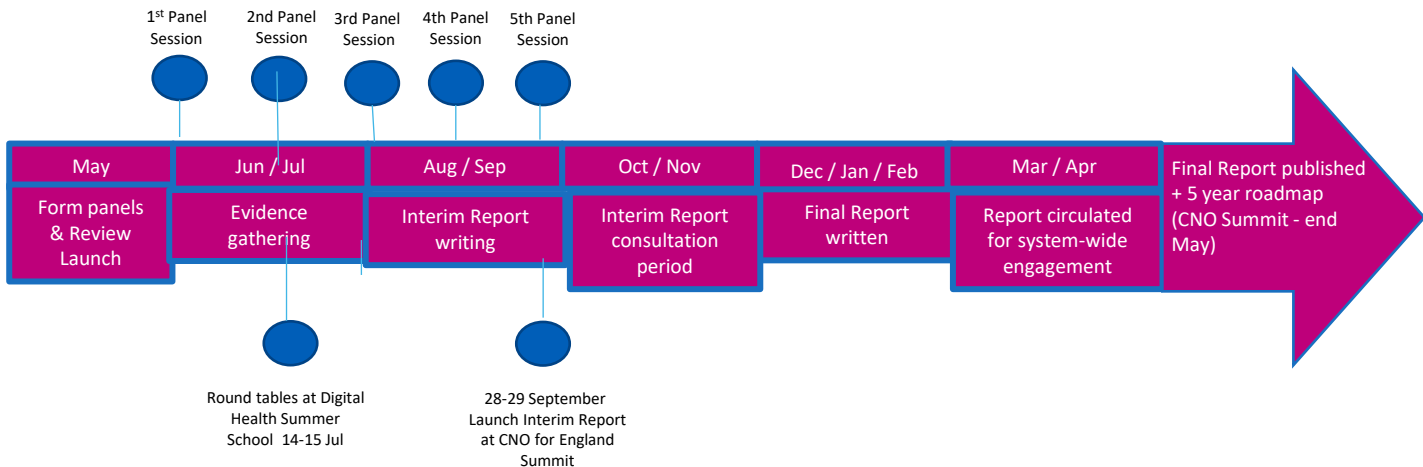 1st Panel
Session
2nd Panel
Session
3rd Panel
Session
4th Panel
Session
5th Panel
Session
May
Jun / Jul
Aug / Sep
Oct / Nov
Dec / Jan / Feb
Mar / Apr
Form panels
& Review
Launch
Evidence
gathering
Interim Report
writing
Interim Report
consultation
period
Final Report
written
Report circulated
for system-wide
engagement
Final Report published
+ 5 year roadmap
(CNO Summit - end
May)
Round tables at Digital
Health Summer
School 14-15 Jul
28-29 September
Launch Interim Report
at CNO for England
Summit